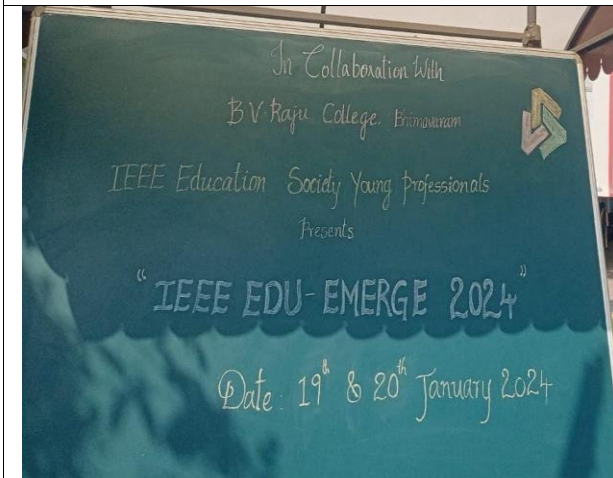 In Collaboration With
B.V. Raju College. Bhimavaram
IEEE Education Society Young Professionals
Presents
"IEEE EDU-EMERGE 2024"
Date: 19th & 20th January 2024